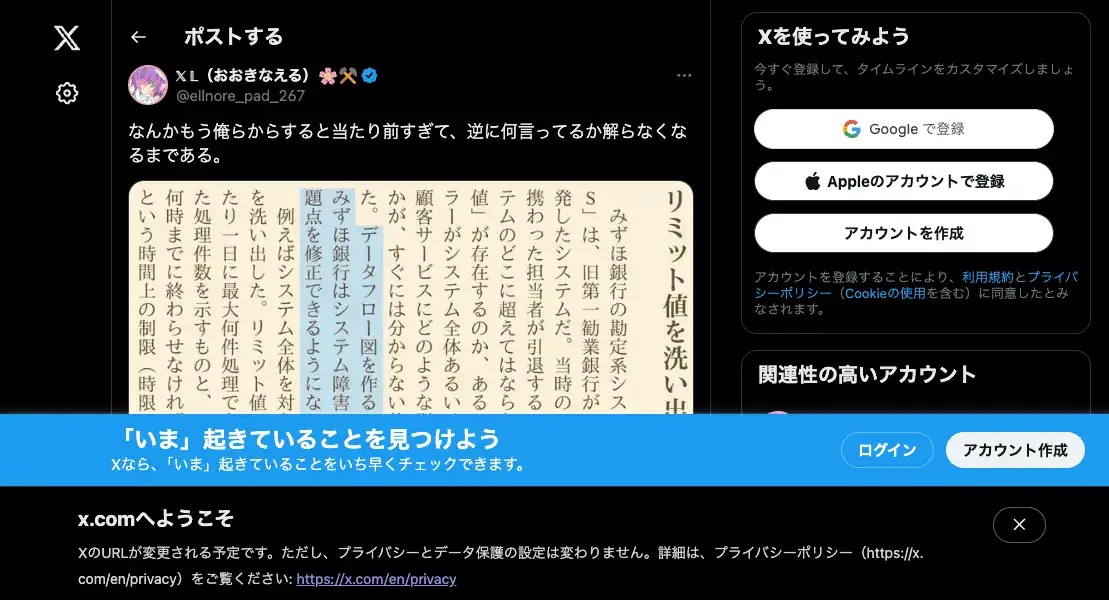 ポストする
𝕏 𝕃（おおきなえる）🌸⚒️
@ellnore_pad_267
なんかもう俺らからすると当たり前すぎて、逆に何言ってるか解らなくな
るまである。
リミット値を洗い出
みずほ銀行の勘定系シス
S」は、旧第一勧業銀行が
発したシステムだ。当時の
携わった担当者が引退する
テムのどこに超えてはなら
値」が存在するのか、ある
ラーがシステム全体あるい
顧客サービスにどのような
かが、すぐには分からない
た。データフロー図を作る
みずほ銀行はシステム障害
題点を修正できるようにな
例えばシステム全体を対
を洗い出した。リミット値
たり一日に最大何件処理で
た処理件数を示すものと、
何時までに終わらせなけれ
という時間上の制限（時限
Xを使ってみよう
今すぐ登録して、タイムラインをカスタマイズしましょ
う。
Google で登録
Appleのアカウントで登録
アカウントを作成
アカウントを登録することにより、利用規約とプライバ
シーポリシー（Cookieの使用を含む）に同意したとみ
なされます。
関連性の高いアカウント
「いま」起きていることを見つけよう
Xなら、「いま」起きていることをいち早くチェックできます。
ログイン
アカウント作成
x.comへようこそ
XのURLが変更される予定です。ただし、プライバシーとデータ保護の設定は変わりません。詳細は、プライバシーポリシー（https://x.
com/en/privacy）をご覧ください: https://x.com/en/privacy